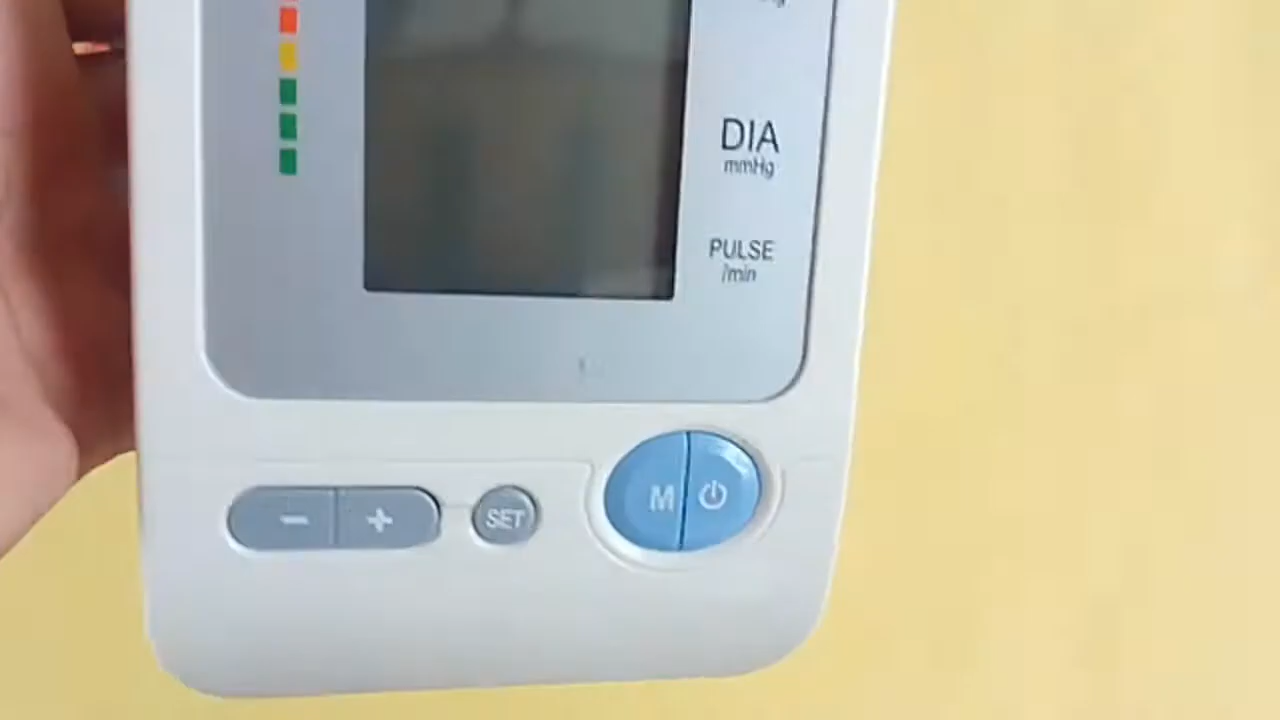 DIA
mmHg
PULSE
/min
- + SET M